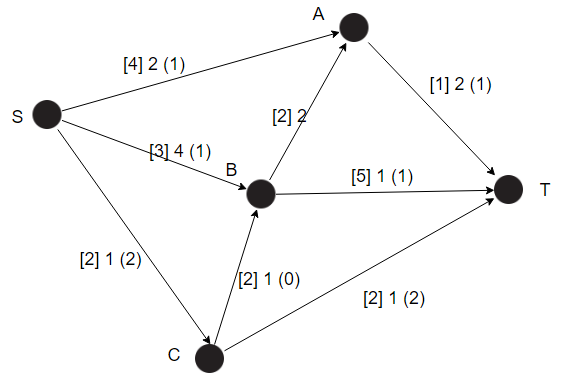 A
[4] 2 (1)
[1] 2 (1)
S
[2] 2
[3] 4 (1)
B
[5] 1 (1)
T
[2] 1 (2)
[2] 1 (0)
[2] 1 (2)
C